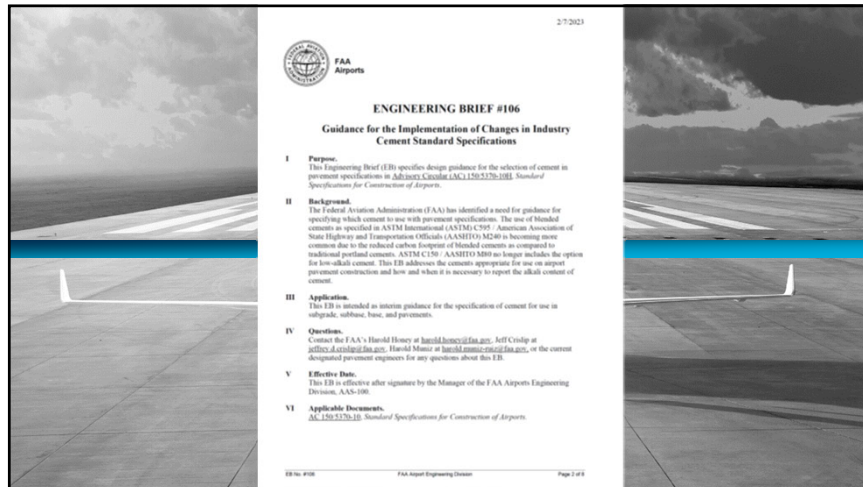 2/7/2023
FEDERAL AVIATION ADMINISTRATION
FAA
Airports
ENGINEERING BRIEF #106
Guidance for the Implementation of Changes in Industry
Cement Standard Specifications
I Purpose.
This Engineering Brief (EB) specifies design guidance for the selection of cement in
pavement specifications in Advisory Circular (AC) 150/5370-10H, Standard
Specifications for Construction of Airports.
II Background.
The Federal Aviation Administration (FAA) has identified a need for guidance for
specifying which cement to use with pavement specifications. The use of blended
cements as specified in ASTM International (ASTM) C595 / American Association of
State Highway and Transportation Officials (AASHTO) M240 is becoming more
common due to the reduced carbon footprint of blended cements as compared to
traditional portland cements. ASTM C150 / AASHTO M80 no longer includes the option
for low-alkali cement. This EB addresses the cements appropriate for use on airport
pavement construction and how and when it is necessary to report the alkali content of
cement.
III Application.
This EB is intended as interim guidance for the specification of cement for use in
subgrade, subbase, base, and pavements.
IV Questions.
Contact the FAA's Harold Honey at harold.honey@faa.gov, Jeff Crislip at
jeffrey.d.crislip@faa.gov, Harold Muniz at harold.muniz-ruiz@faa.gov, or the current
designated pavement engineers for any questions about this EB.
V Effective Date.
This EB is effective after signature by the Manager of the FAA Airports Engineering
Division, AAS-100.
VI Applicable Documents.
AC 150/5370-10, Standard Specifications for Construction of Airports.
EB No. #106 FAA Airport Engineering Division Page 2 of 8